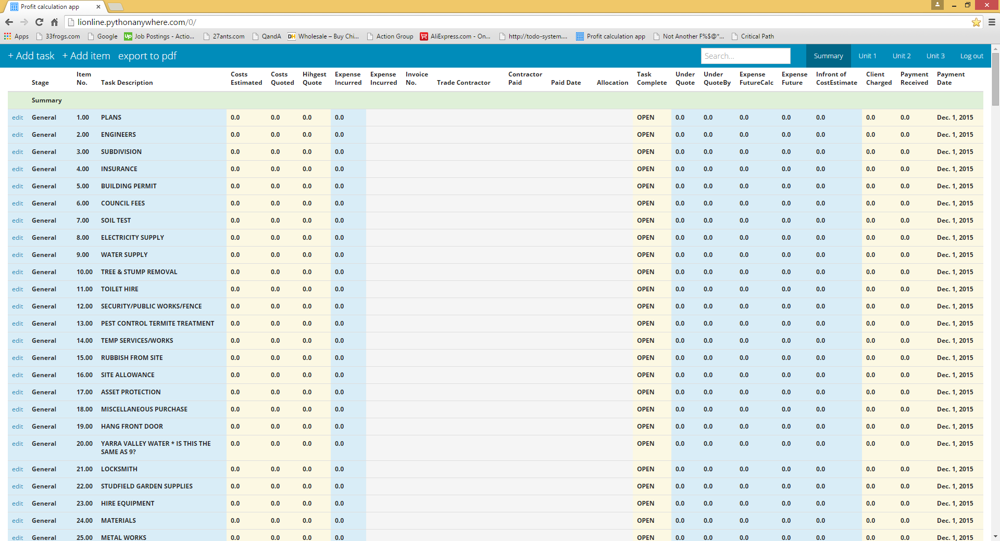 Profit calculation app
lionline.pythonanywhere.com/0/
Apps 33frogs.com Google Up Job Postings - Actio... 27ants.com QandA DH Wholesale – Buy Chi... Action Group AliExpress.com - On... http://todo-system.... Profit calculation app Not Another F%$@*... Critical Path
+ Add task + Add item export to pdf Search... Summary Unit 1 Unit 2 Unit 3 Log out
Stage Item No. Task Description Costs Estimated Costs Quoted Hihgest Quote Expense Incurred Expense Incurred Invoice No. Trade Contractor Contractor Paid Paid Date Allocation Task Complete Under Quote Under QuoteBy Expense FutureCalc Expense Future Infront of CostEstimate Client Charged Payment Received Payment Date
Summary
edit General 1.00 PLANS 0.0 0.0 0.0 0.0 OPEN 0.0 0.0 0.0 0.0 0.0 0.0 0.0 Dec. 1, 2015
edit General 2.00 ENGINEERS 0.0 0.0 0.0 0.0 OPEN 0.0 0.0 0.0 0.0 0.0 0.0 0.0 Dec. 1, 2015
edit General 3.00 SUBDIVISION 0.0 0.0 0.0 0.0 OPEN 0.0 0.0 0.0 0.0 0.0 0.0 0.0 Dec. 1, 2015
edit General 4.00 INSURANCE 0.0 0.0 0.0 0.0 OPEN 0.0 0.0 0.0 0.0 0.0 0.0 0.0 Dec. 1, 2015
edit General 5.00 BUILDING PERMIT 0.0 0.0 0.0 0.0 OPEN 0.0 0.0 0.0 0.0 0.0 0.0 0.0 Dec. 1, 2015
edit General 6.00 COUNCIL FEES 0.0 0.0 0.0 0.0 OPEN 0.0 0.0 0.0 0.0 0.0 0.0 0.0 Dec. 1, 2015
edit General 7.00 SOIL TEST 0.0 0.0 0.0 0.0 OPEN 0.0 0.0 0.0 0.0 0.0 0.0 0.0 Dec. 1, 2015
edit General 8.00 ELECTRICITY SUPPLY 0.0 0.0 0.0 0.0 OPEN 0.0 0.0 0.0 0.0 0.0 0.0 0.0 Dec. 1, 2015
edit General 9.00 WATER SUPPLY 0.0 0.0 0.0 0.0 OPEN 0.0 0.0 0.0 0.0 0.0 0.0 0.0 Dec. 1, 2015
edit General 10.00 TREE & STUMP REMOVAL 0.0 0.0 0.0 0.0 OPEN 0.0 0.0 0.0 0.0 0.0 0.0 0.0 Dec. 1, 2015
edit General 11.00 TOILET HIRE 0.0 0.0 0.0 0.0 OPEN 0.0 0.0 0.0 0.0 0.0 0.0 0.0 Dec. 1, 2015
edit General 12.00 SECURITY/PUBLIC WORKS/FENCE 0.0 0.0 0.0 0.0 OPEN 0.0 0.0 0.0 0.0 0.0 0.0 0.0 Dec. 1, 2015
edit General 13.00 PEST CONTROL TERMITE TREATMENT 0.0 0.0 0.0 0.0 OPEN 0.0 0.0 0.0 0.0 0.0 0.0 0.0 Dec. 1, 2015
edit General 14.00 TEMP SERVICES/WORKS 0.0 0.0 0.0 0.0 OPEN 0.0 0.0 0.0 0.0 0.0 0.0 0.0 Dec. 1, 2015
edit General 15.00 RUBBISH FROM SITE 0.0 0.0 0.0 0.0 OPEN 0.0 0.0 0.0 0.0 0.0 0.0 0.0 Dec. 1, 2015
edit General 16.00 SITE ALLOWANCE 0.0 0.0 0.0 0.0 OPEN 0.0 0.0 0.0 0.0 0.0 0.0 0.0 Dec. 1, 2015
edit General 17.00 ASSET PROTECTION 0.0 0.0 0.0 0.0 OPEN 0.0 0.0 0.0 0.0 0.0 0.0 0.0 Dec. 1, 2015
edit General 18.00 MISCELLANEOUS PURCHASE 0.0 0.0 0.0 0.0 OPEN 0.0 0.0 0.0 0.0 0.0 0.0 0.0 Dec. 1, 2015
edit General 19.00 HANG FRONT DOOR 0.0 0.0 0.0 0.0 OPEN 0.0 0.0 0.0 0.0 0.0 0.0 0.0 Dec. 1, 2015
edit General 20.00 YARRA VALLEY WATER * IS THIS THE 0.0 0.0 0.0 0.0 OPEN 0.0 0.0 0.0 0.0 0.0 0.0 0.0 Dec. 1, 2015
SAME AS 9?
edit General 21.00 LOCKSMITH 0.0 0.0 0.0 0.0 OPEN 0.0 0.0 0.0 0.0 0.0 0.0 0.0 Dec. 1, 2015
edit General 22.00 STUDFIELD GARDEN SUPPLIES 0.0 0.0 0.0 0.0 OPEN 0.0 0.0 0.0 0.0 0.0 0.0 0.0 Dec. 1, 2015
edit General 23.00 HIRE EQUIPMENT 0.0 0.0 0.0 0.0 OPEN 0.0 0.0 0.0 0.0 0.0 0.0 0.0 Dec. 1, 2015
edit General 24.00 MATERIALS 0.0 0.0 0.0 0.0 OPEN 0.0 0.0 0.0 0.0 0.0 0.0 0.0 Dec. 1, 2015
edit General 25.00 METAL WORKS 0.0 0.0 0.0 0.0 OPEN 0.0 0.0 0.0 0.0 0.0 0.0 0.0 Dec. 1, 2015